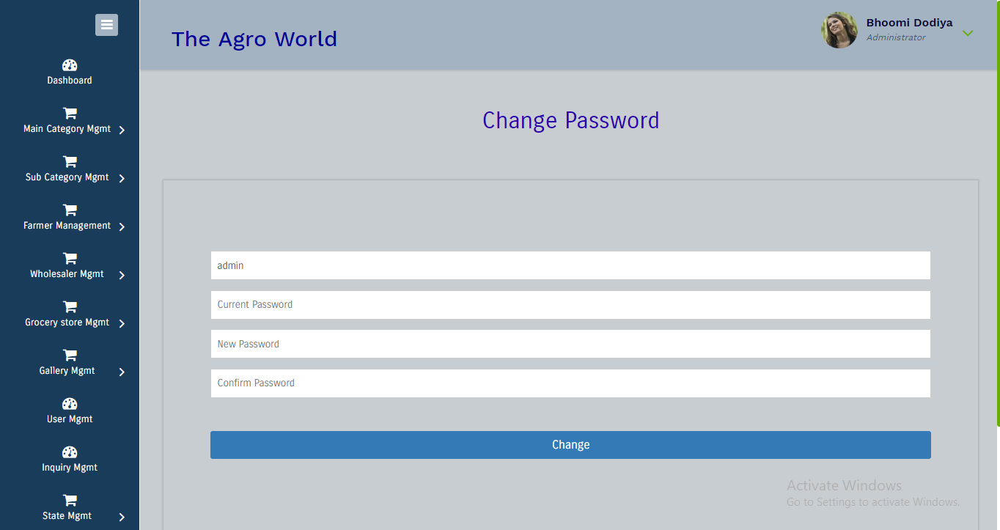 The Agro World
Bhoomi Dodiya
Administrator
Dashboard
Main Category Mgmt
Sub Category Mgmt
Farmer Management
Wholesaler Mgmt
Grocery store Mgmt
Gallery Mgmt
User Mgmt
Inquiry Mgmt
State Mgmt
Change Password
admin
Current Password
New Password
Confirm Password
Change
Activate Windows
Go to Settings to activate Windows.